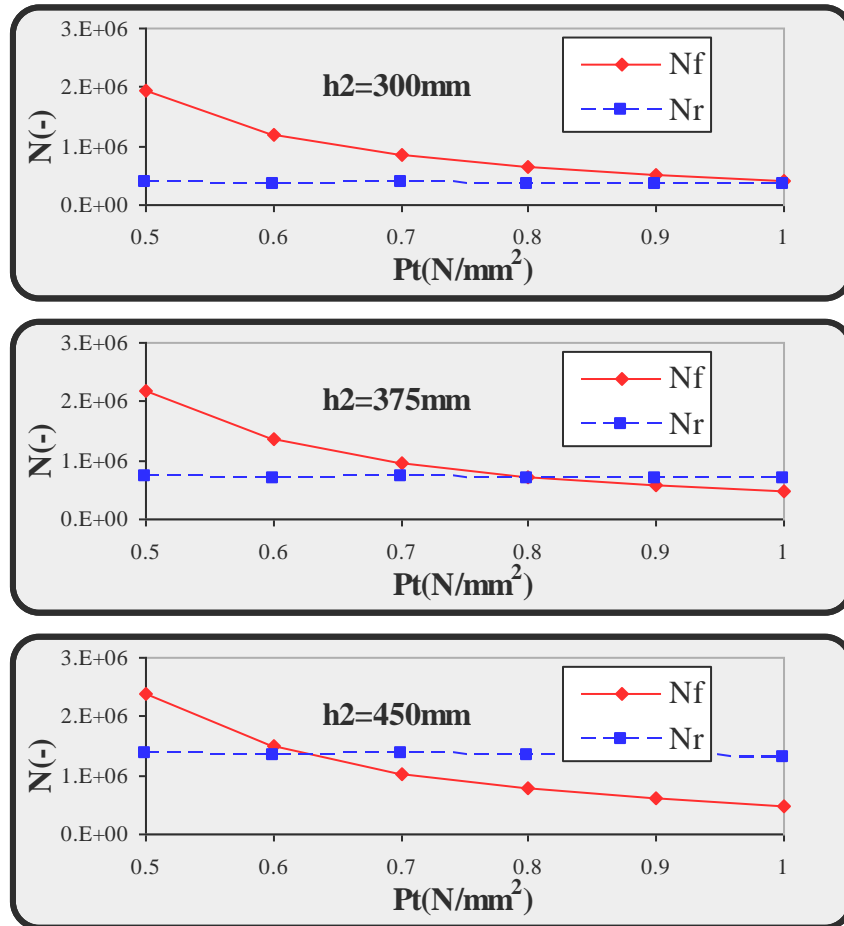 3.E+06
2.E+06
1.E+06
0.E+00
N(-)
h2=300mm
Nf
Nr
0.5 0.6 0.7 0.8 0.9 1
Pt(N/mm²)
3.E+06
2.E+06
1.E+06
0.E+00
N(-)
h2=375mm
Nf
Nr
0.5 0.6 0.7 0.8 0.9 1
Pt(N/mm²)
3.E+06
2.E+06
1.E+06
0.E+00
N(-)
h2=450mm
Nf
Nr
0.5 0.6 0.7 0.8 0.9 1
Pt(N/mm²)